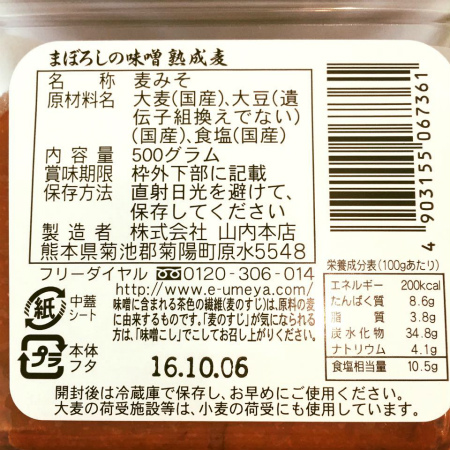 まぼろしの味噌 熟成麦
名称 麦みそ
原材料名 大麦(国産)、大豆(遺
伝子組換えでない)
(国産)、食塩(国産)
内容量 500グラム
賞味期限 枠外下部に記載
保存方法 直射日光を避けて、
保存してください
製造者 株式会社 山内本店
熊本県菊池郡菊陽町原水5548
フリーダイヤル 0120-306-014
http://www.e-umeya.com/
味噌に含まれる茶色の繊維(麦のすじ)は、原料の麦
に由来するものです。「麦のすじ」が気になられる
方は、「味噌こし」でこしてお召し上がりください。
紙 中蓋
シート
プラ 本体
フタ
16.10.06
4903155067361
栄養成分表(100gあたり)
エネルギー 200kcal
たんぱく質 8.6g
脂質 3.8g
炭水化物 34.8g
ナトリウム 4.1g
食塩相当量 10.5g
開封後は冷蔵庫で保存し、お早めにご使用ください。
大麦の荷受施設等は、小麦の荷受にも使用しています。